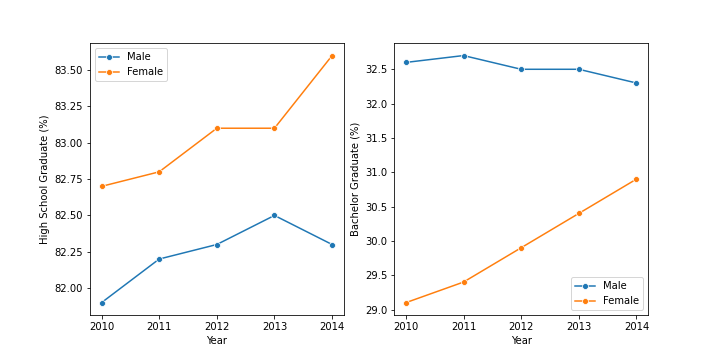 High School Graduate (%)
83.50
83.25
83.00
82.75
82.50
82.25
82.00
Male
Female
2010 2011 2012 2013 2014
Year
Bachelor Graduate (%)
32.5
32.0
31.5
31.0
30.5
30.0
29.5
29.0
Male
Female
2010 2011 2012 2013 2014
Year